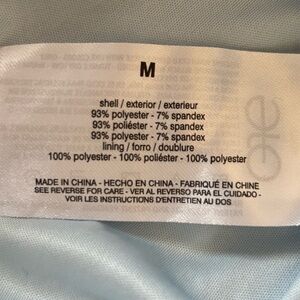 M
shell / exterior / exterieur
93% polyester - 7% spandex
93% poliéster - 7% spandex
93% polyester - 7% spandex
lining / forro / doublure
100% polyester - 100% poliéster - 100% polyester
MADE IN CHINA - HECHO EN CHINA - FABRIQUÉ EN CHINE
SEE REVERSE FOR CARE - VER AL REVERSO PARA EL CUIDADO -
VOIR LES INSTRUCTIONS D'ENTRETIEN AU DOS